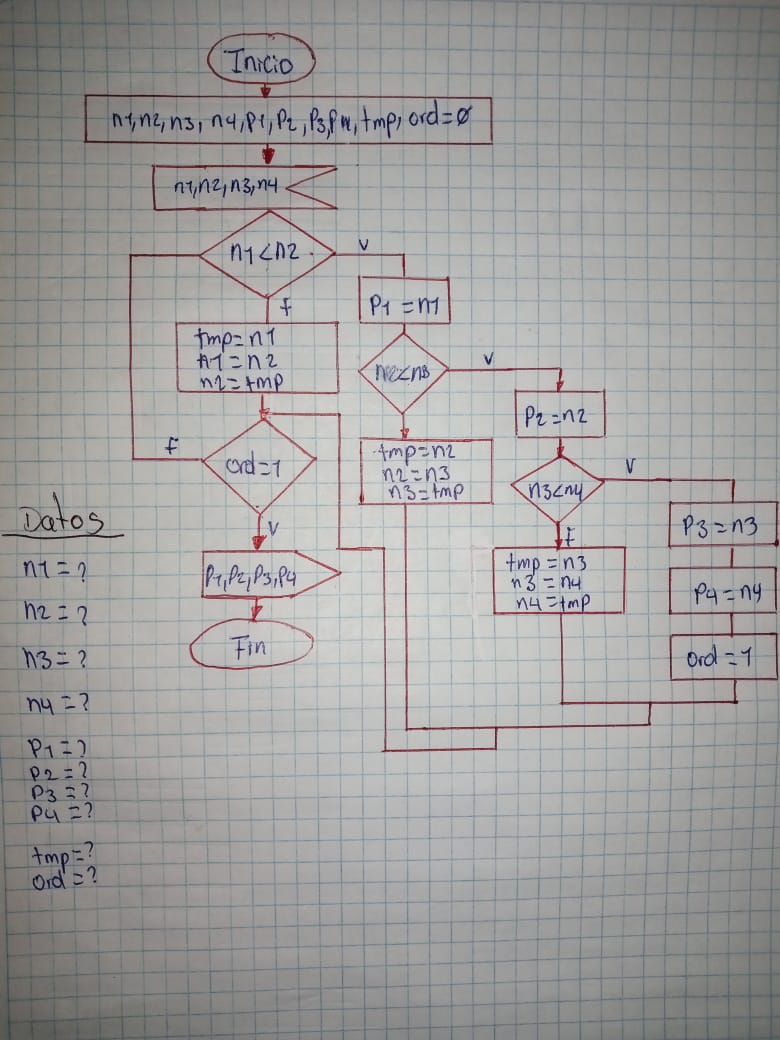 Inicio
n1,n2,n3, n4,P1,P2,P3,P4,tmp, ord=0
n1,n2,n3,n4
n1<n2
V
F
P1=n1
tmp=n1
n1=n2
n2=tmp
n2<n3
V
P2=n2
ord=1
F
V
tmp=n2
n2=n3
n3=tmp
n3<n4
V
F
P3=n3
tmp=n3
n3=n4
n4=tmp
P4=n4
Ord=1
P1,P2,P3,P4
Fin
Datos
n1=?
n2=?
n3=?
n4=?
P1=?
P2=?
P3=?
P4=?
tmp=?
Ord=?